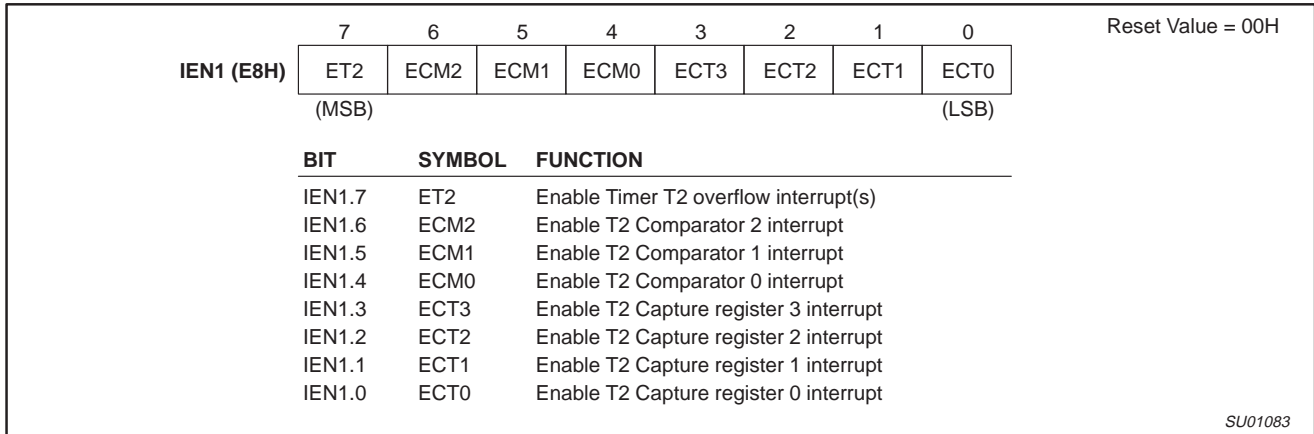 7 6 5 4 3 2 1 0 Reset Value = 00H
IEN1 (E8H) ET2 ECM2 ECM1 ECM0 ECT3 ECT2 ECT1 ECT0
(MSB) (LSB)
BIT SYMBOL FUNCTION
IEN1.7 ET2 Enable Timer T2 overflow interrupt(s)
IEN1.6 ECM2 Enable T2 Comparator 2 interrupt
IEN1.5 ECM1 Enable T2 Comparator 1 interrupt
IEN1.4 ECM0 Enable T2 Comparator 0 interrupt
IEN1.3 ECT3 Enable T2 Capture register 3 interrupt
IEN1.2 ECT2 Enable T2 Capture register 2 interrupt
IEN1.1 ECT1 Enable T2 Capture register 1 interrupt
IEN1.0 ECT0 Enable T2 Capture register 0 interrupt
SU01083